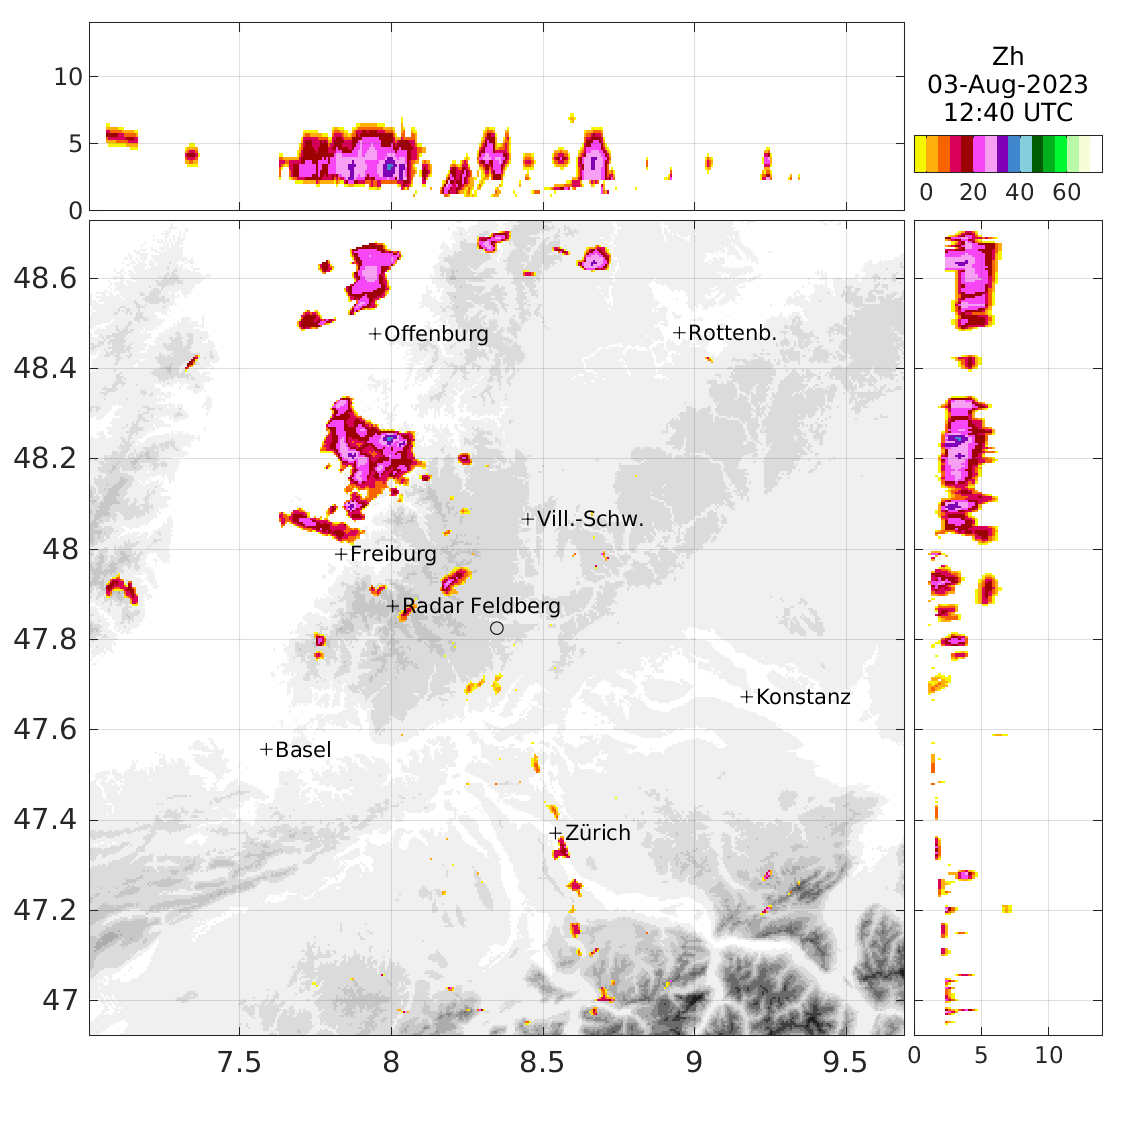 Zh
03-Aug-2023
12:40 UTC
0 20 40 60
10
5
0
48.6
48.4
48.2
48
47.8
47.6
47.4
47.2
47
+Offenburg
+Rottenb.
+Vill.-Schw.
+Freiburg
+Radar Feldberg
+Konstanz
+Basel
+Zürich
7.5 8 8.5 9 9.5
0 5 10